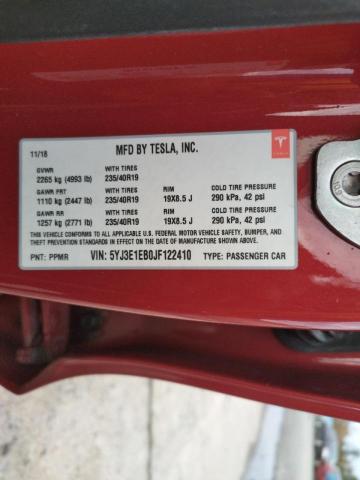 11/18 MFD BY TESLA, INC. TESLA
GVWR WITH TIRES
2265 kg (4993 lb) 235/40R19
GAWR FRT WITH TIRES RIM COLD TIRE PRESSURE
1110 kg (2447 lb) 235/40R19 19X8.5 J 290 kPa, 42 psi
GAWR RR WITH TIRES RIM COLD TIRE PRESSURE
1257 kg (2771 lb) 235/40R19 19X8.5 J 290 kPa, 42 psi
THIS VEHICLE CONFORMS TO ALL APPLICABLE U.S. FEDERAL MOTOR VEHICLE SAFETY, BUMPER, AND
THEFT PREVENTION STANDARDS IN EFFECT ON THE DATE OF MANUFACTURE SHOWN ABOVE.
PNT: PPMR VIN: 5YJ3E1EB0JF122410 TYPE: PASSENGER CAR